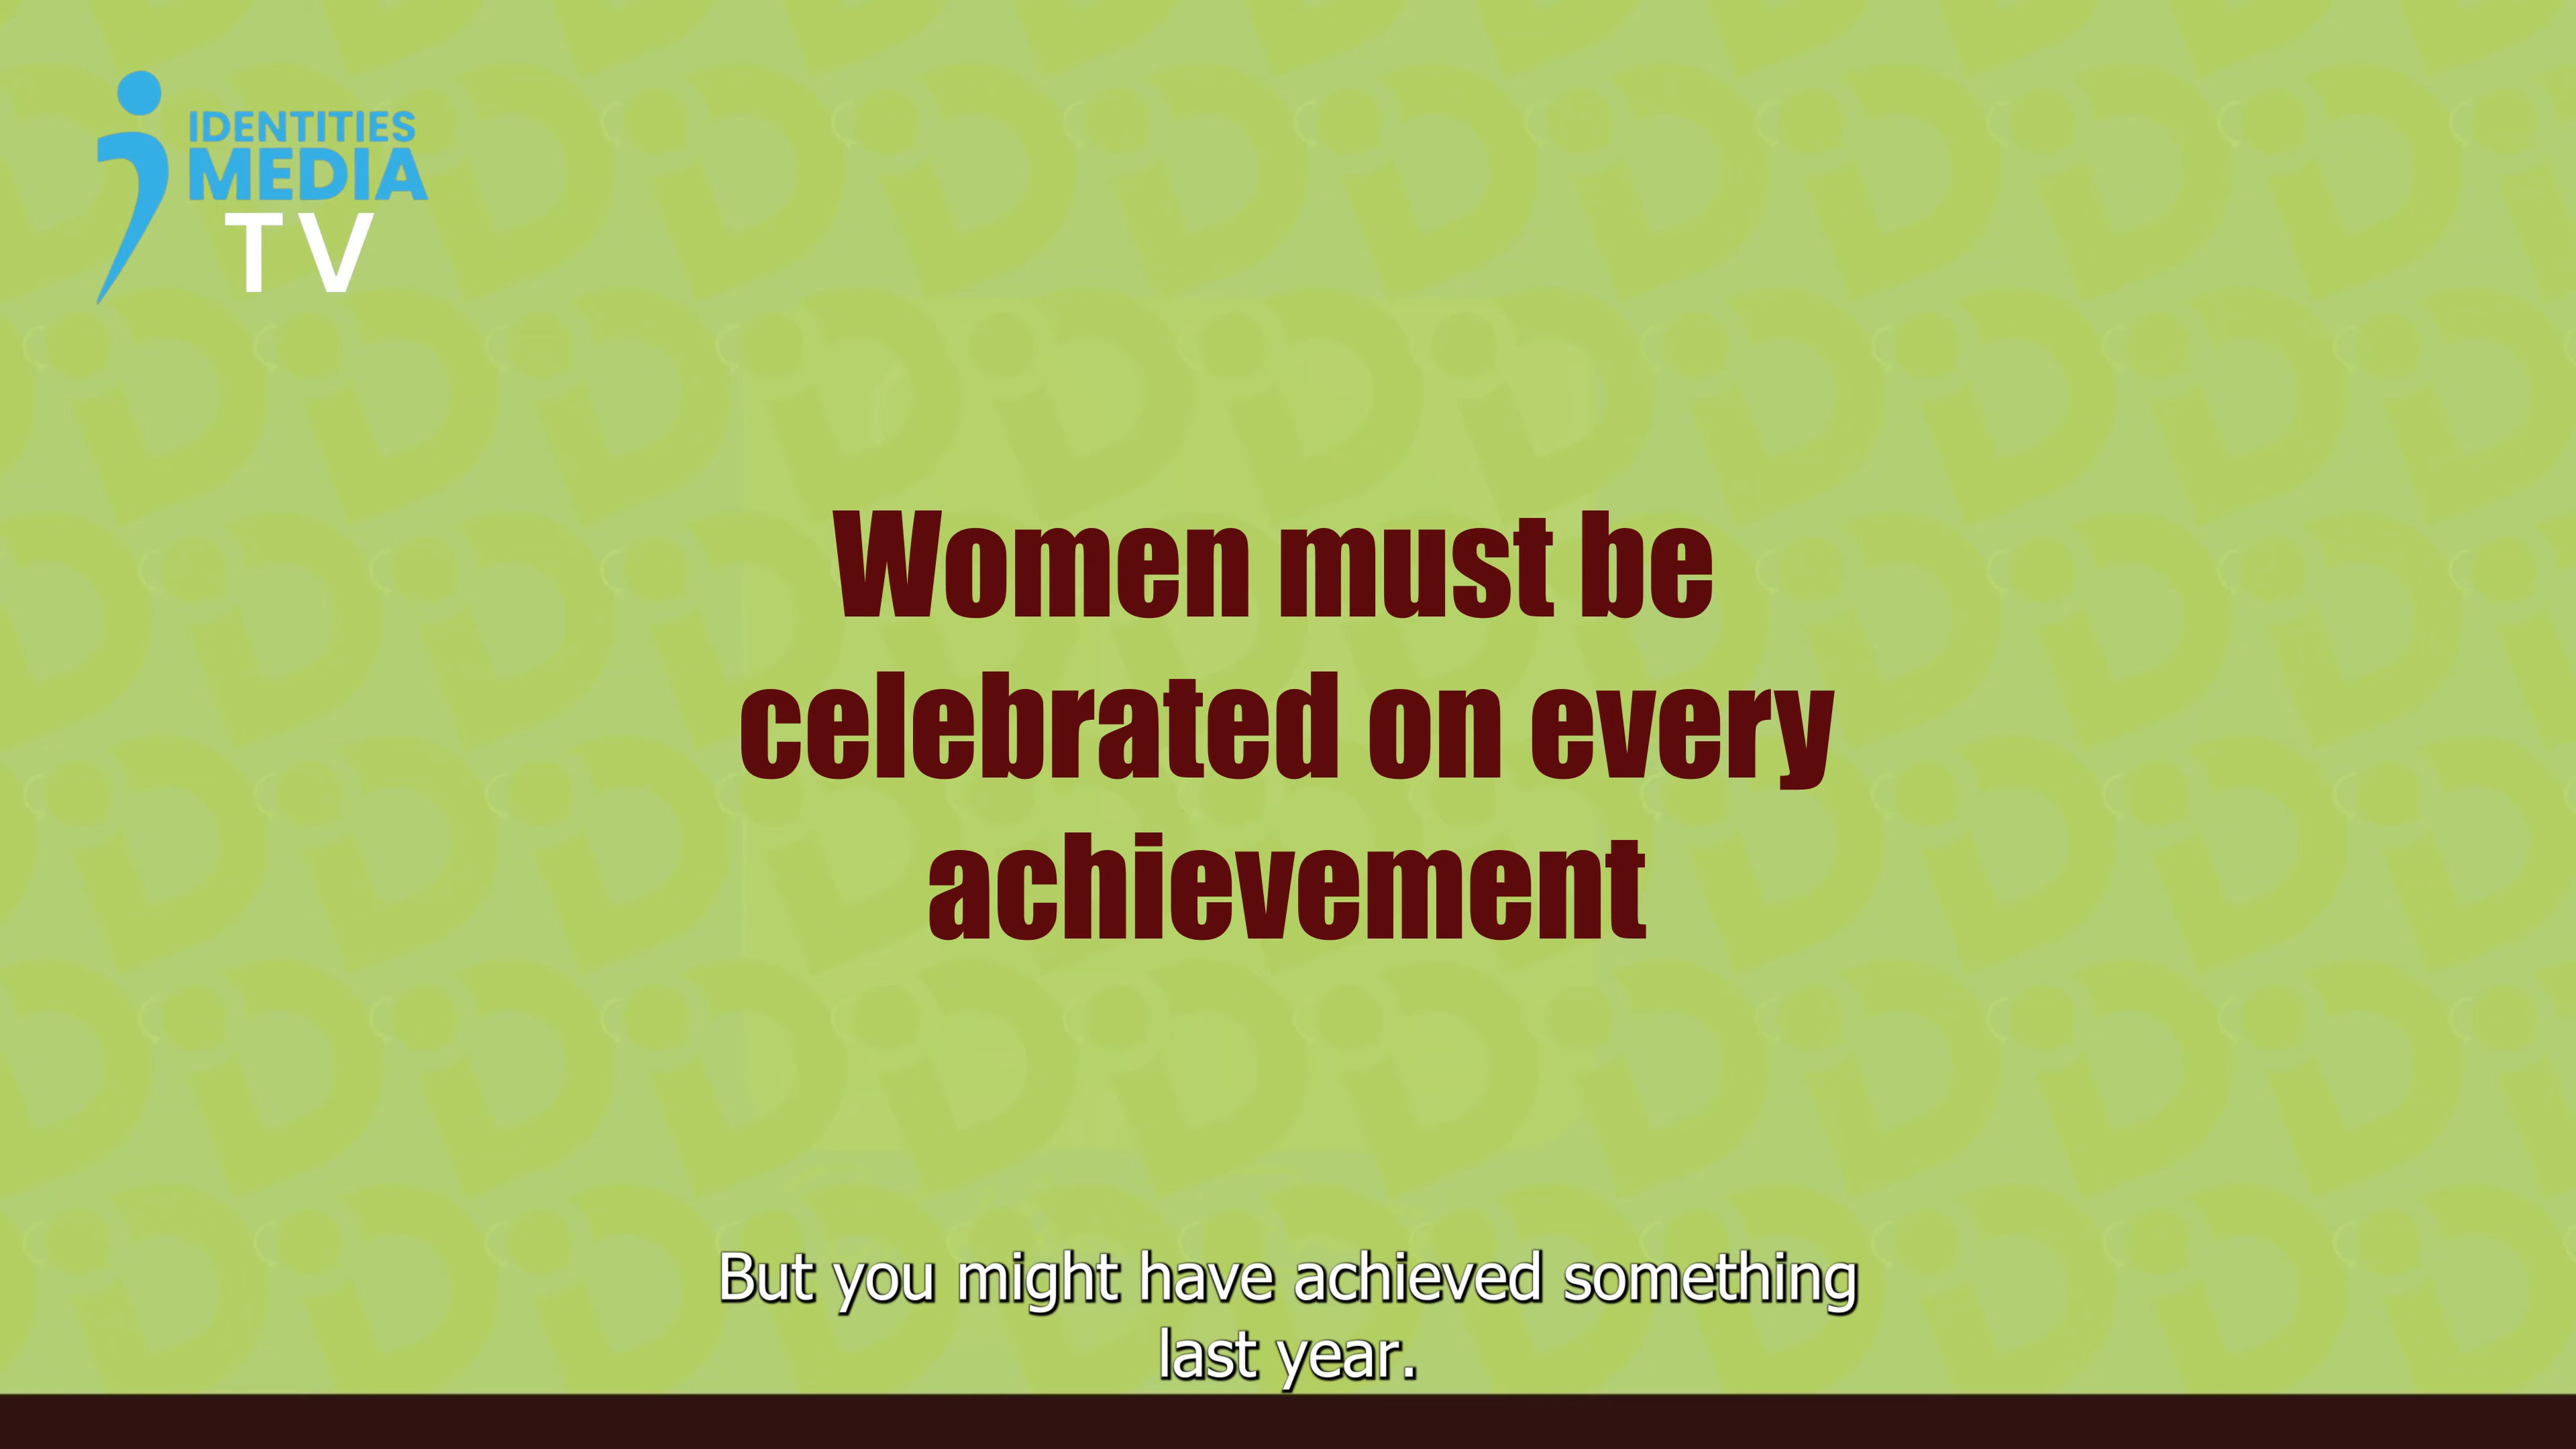 IDENTITIES
MEDIA
TV
Women must be
celebrated on every
achievement
But you might have achieved something
last year.